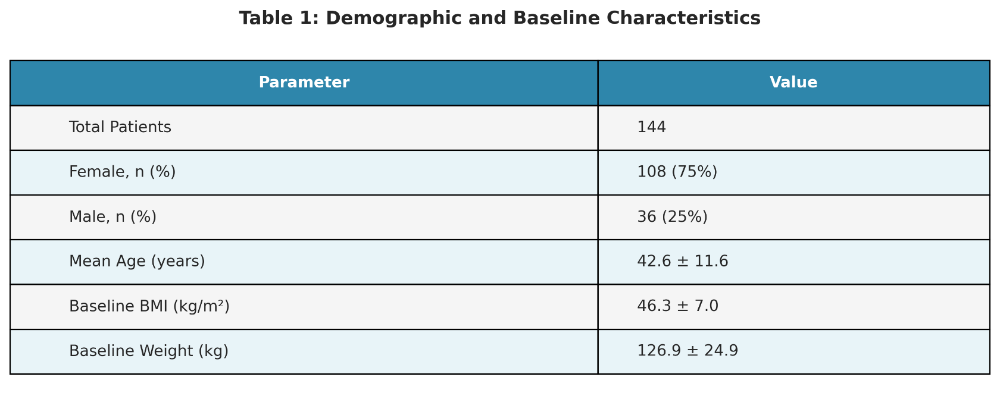 Table 1: Demographic and Baseline Characteristics
Parameter Value
Total Patients 144
Female, n (%) 108 (75%)
Male, n (%) 36 (25%)
Mean Age (years) 42.6 ± 11.6
Baseline BMI (kg/m²) 46.3 ± 7.0
Baseline Weight (kg) 126.9 ± 24.9